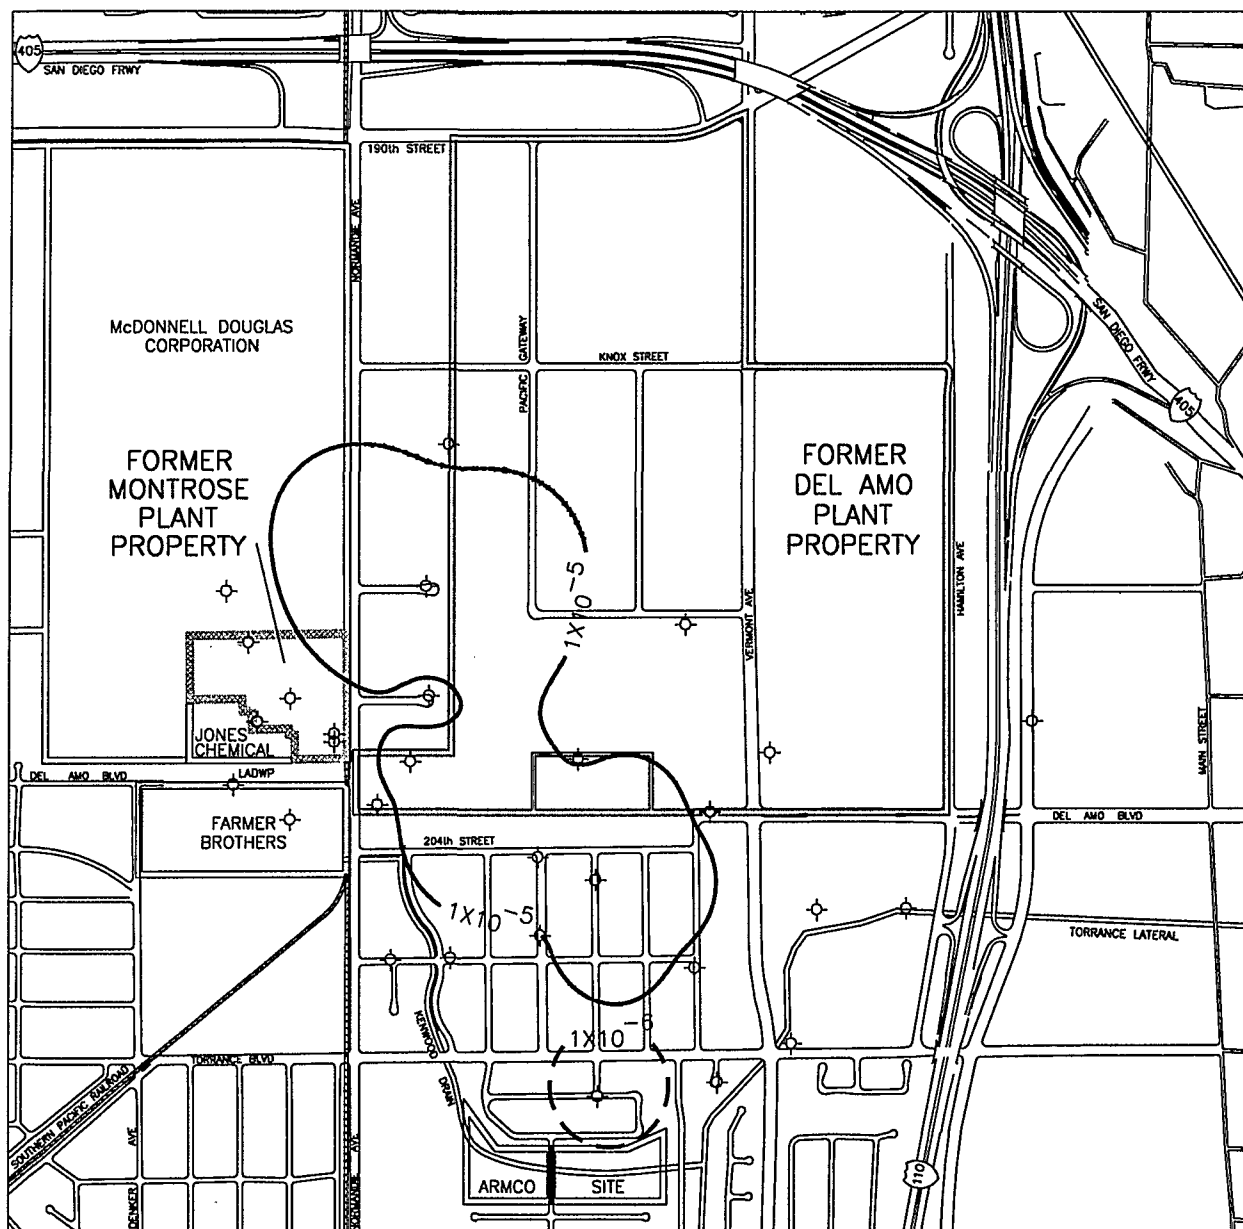 405
SAN DIEGO FRWY
190th STREET
NORMANDIE AVE
McDONNELL DOUGLAS
CORPORATION
PACIFIC GATEWAY
KNOX STREET
SAN DIEGO FRWY
405
FORMER
MONTROSE
PLANT
PROPERTY
FORMER
DEL AMO
PLANT
PROPERTY
HAMILTON AVE
1X10-5
VERMONT AVE
MAIN STREET
JONES
CHEMICAL
DEL AMO BLVD
LADWP
FARMER
BROTHERS
204th STREET
DEL AMO BLVD
1X10-5
TORRANCE LATERAL
KENWOOD
DRAIN
1X10-6
TORRANCE BLVD
SOUTHERN PACIFIC RAILROAD
DENKER AVE
NORMANDIE AVE
ARMCO SITE
110